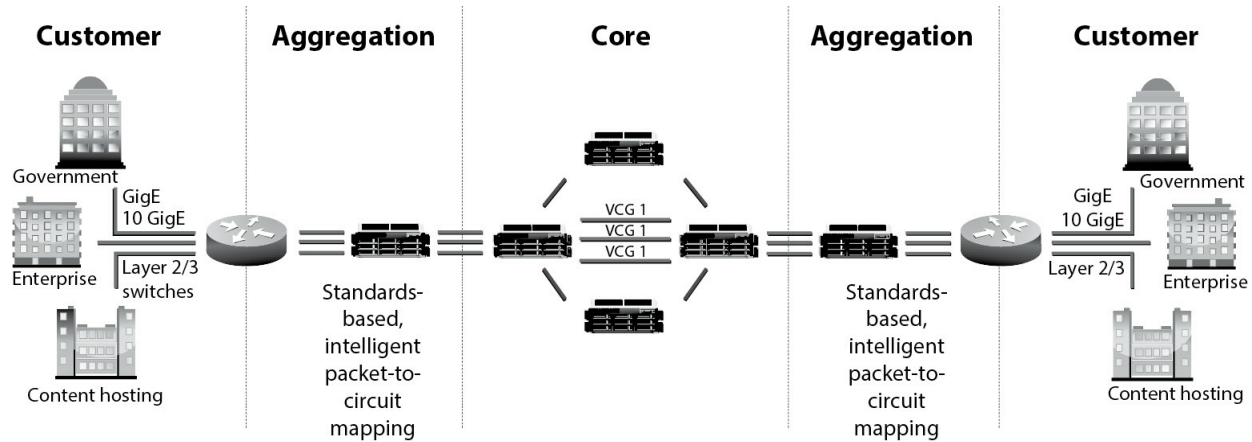 Customer
Aggregation
Core
Aggregation
Customer
Government
GigE
10 GigE
Enterprise
Layer 2/3
switches
Content hosting
Standards-
based,
intelligent
packet-to-
circuit
mapping
VCG 1
VCG 1
VCG 1
Standards-
based,
intelligent
packet-to-
circuit
mapping
GigE
10 GigE
Layer 2/3
Government
Enterprise
Content hosting